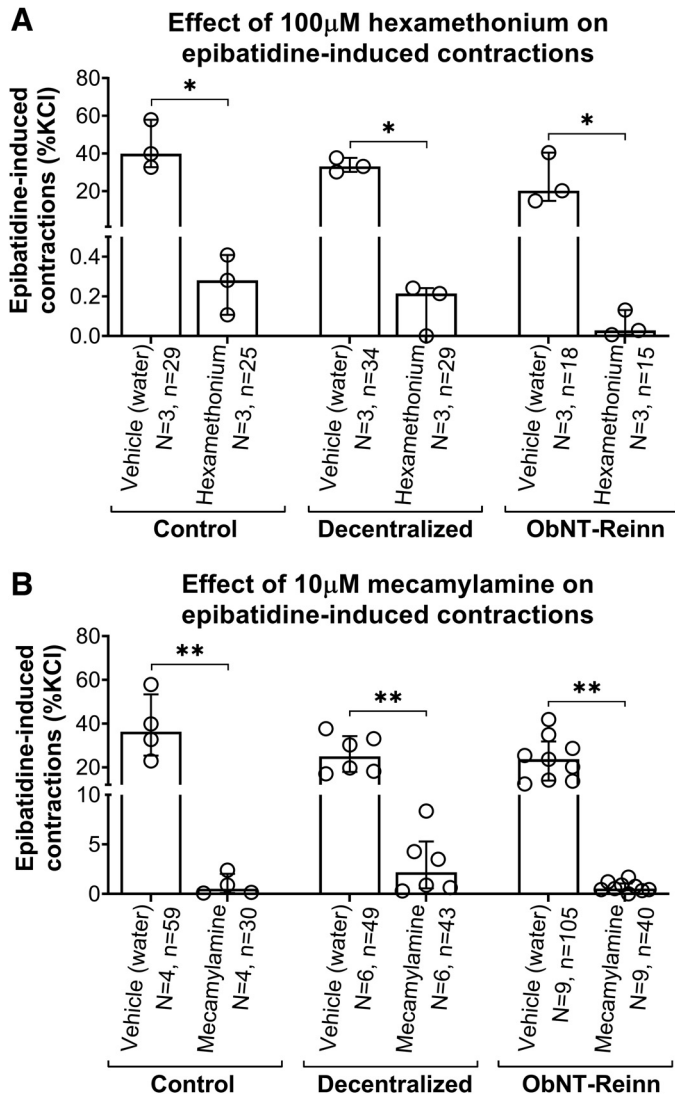 A
Effect of 100μM hexamethonium on
epibatidine-induced contractions
Epibatidine-induced
contractions (%KCl)
80
60
40
20
0.4
0.2
0.0
*
*
*
Vehicle (water)
N=3, n=29
Hexamethonium
N=3, n=25
Vehicle (water)
N=3, n=34
Hexamethonium
N=3, n=29
Vehicle (water)
N=3, n=18
Hexamethonium
N=3, n=15
Control
Decentralized
ObNT-Reinn
B
Effect of 10μM mecamylamine on
epibatidine-induced contractions
Epibatidine-induced
contractions (%KCl)
80
60
40
20
10
5
0
**
**
**
Vehicle (water)
N=4, n=59
Mecamylamine
N=4, n=30
Vehicle (water)
N=6, n=49
Mecamylamine
N=6, n=43
Vehicle (water)
N=9, n=105
Mecamylamine
N=9, n=40
Control
Decentralized
ObNT-Reinn